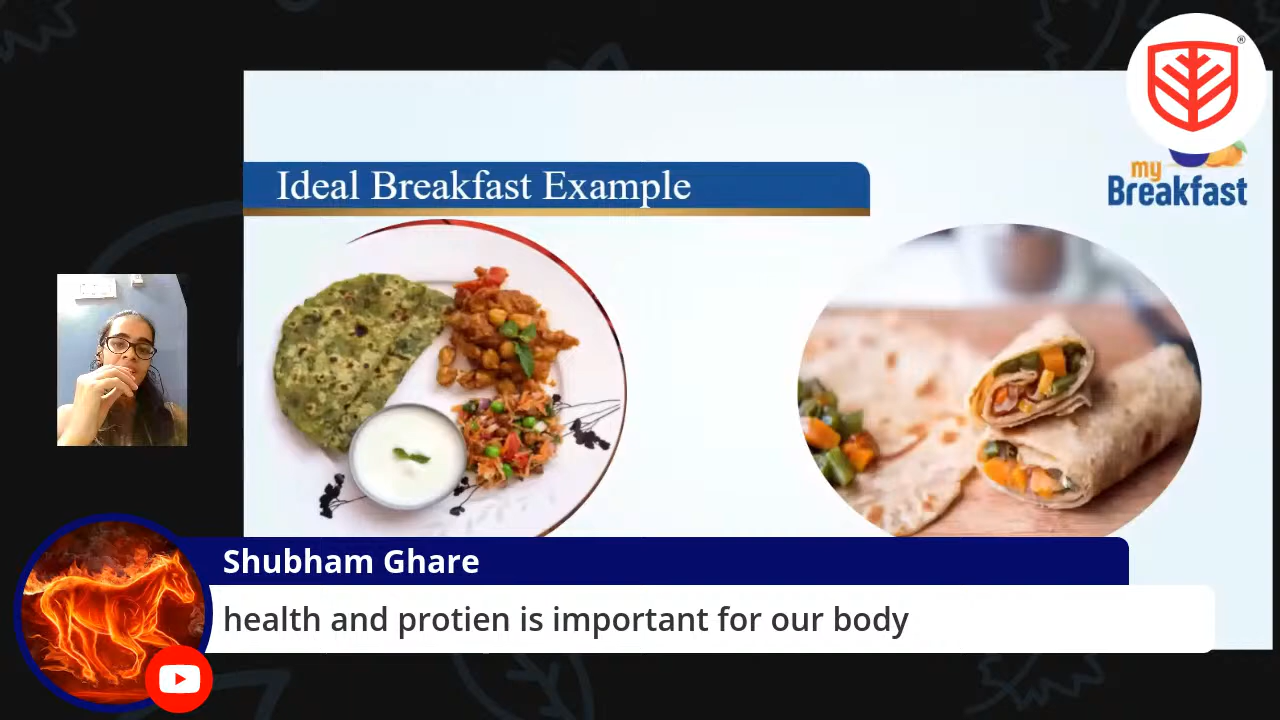 ®
my
Breakfast
Ideal Breakfast Example
Shubham Ghare
health and protien is important for our body